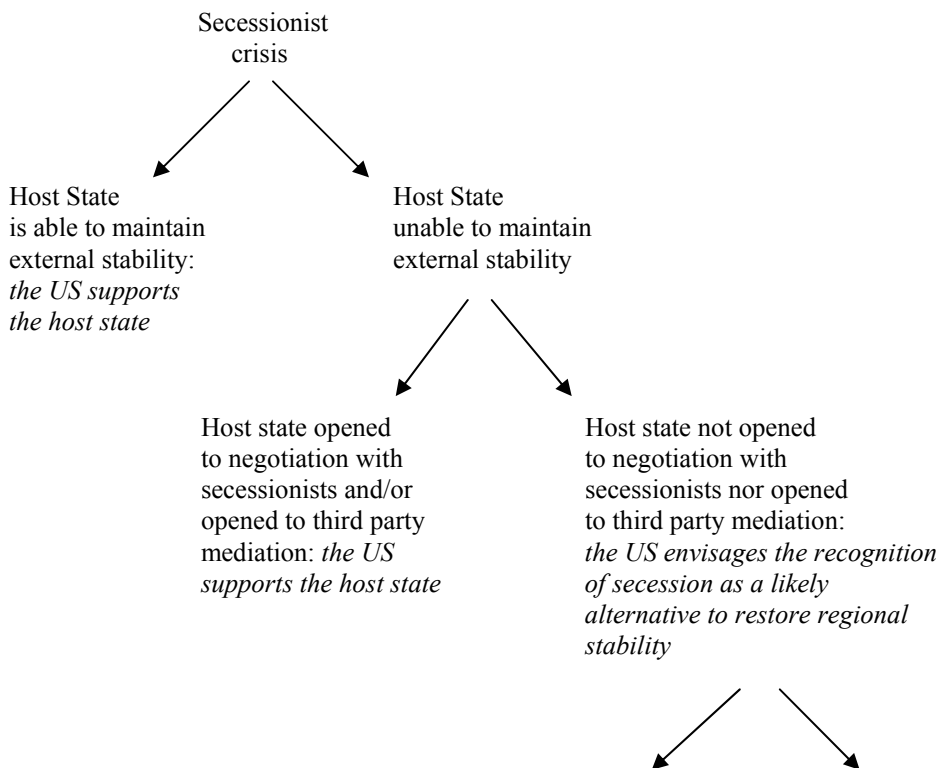 Secessionist
crisis
Host State
is able to maintain
external stability:
the US supports
the host state
Host State
unable to maintain
external stability
Host state opened
to negotiation with
secessionists and/or
opened to third party
mediation: the US
supports the host state
Host state not opened
to negotiation with
secessionists nor opened
to third party mediation:
the US envisages the recognition
of secession as a likely
alternative to restore regional
stability